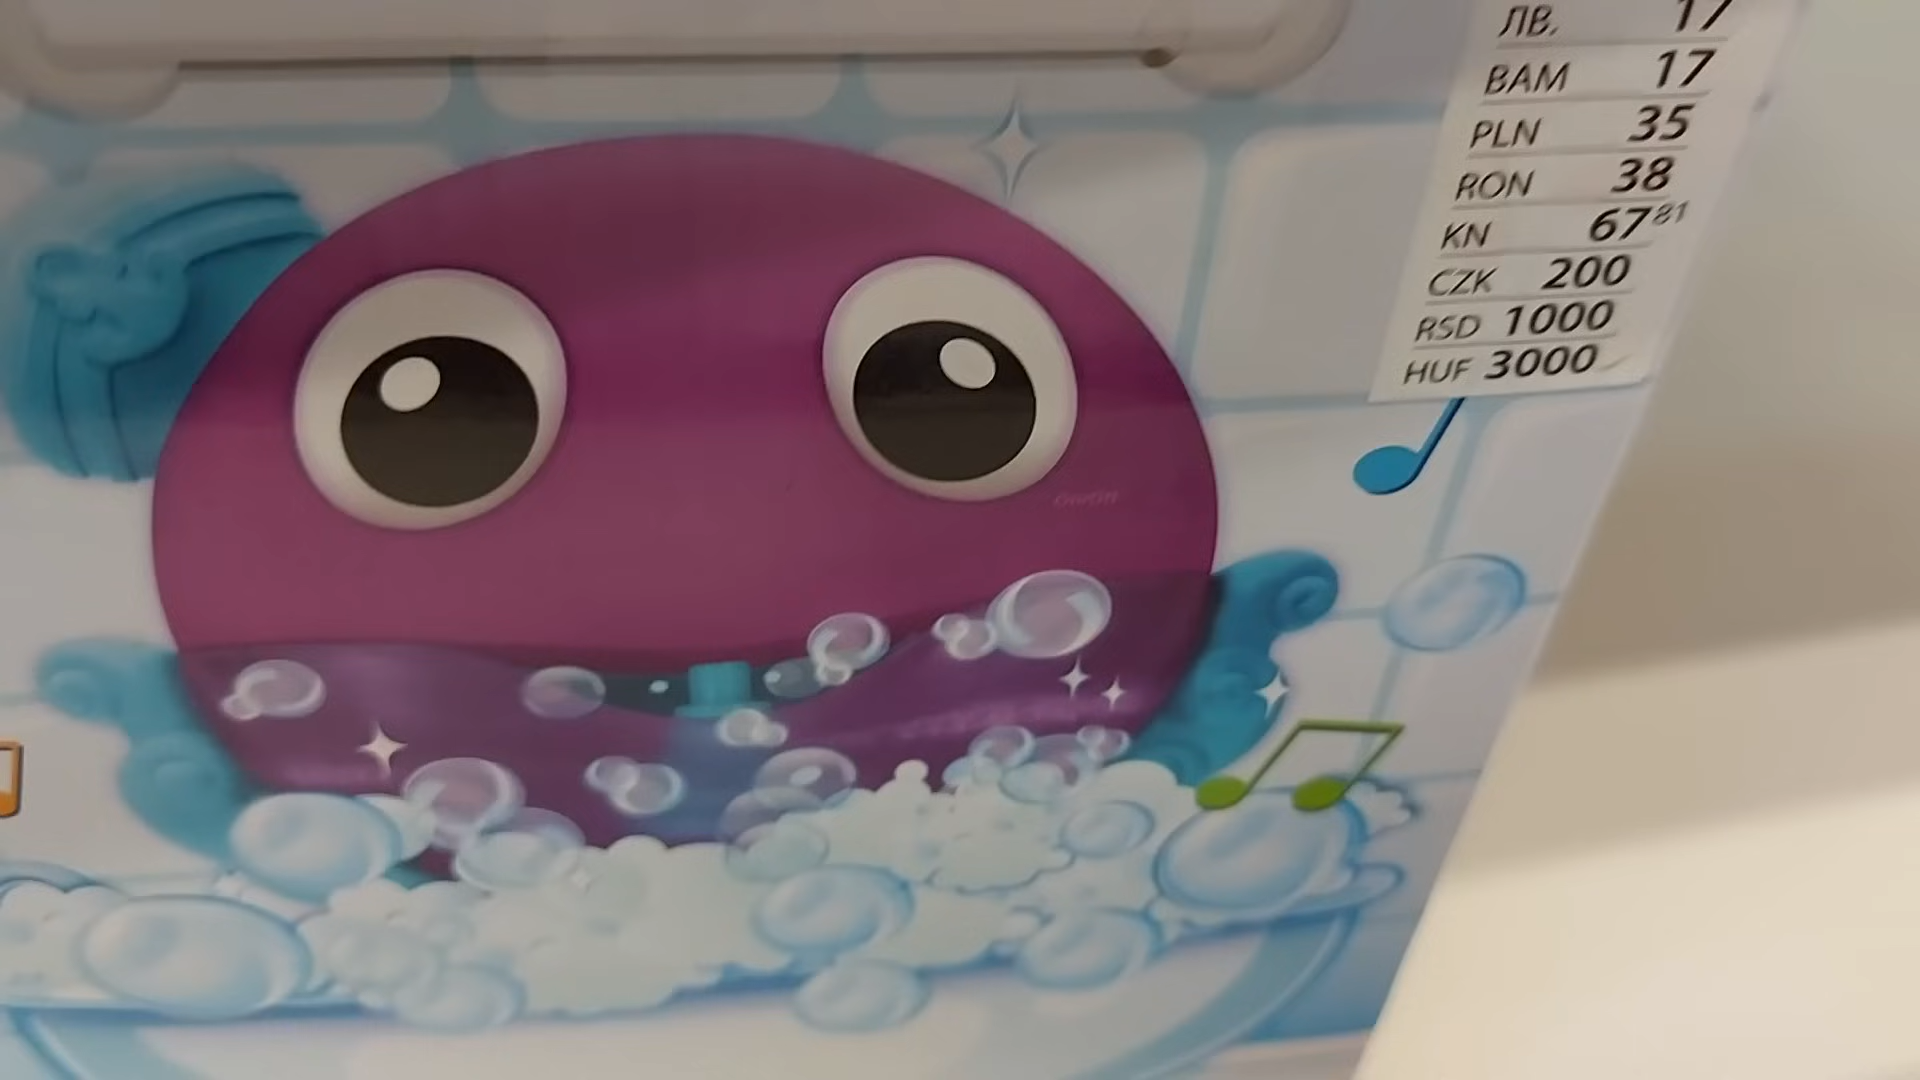 ЛВ. 17
BAM 17
PLN 35
RON 38
KN 67⁸¹
CZK 200
RSD 1000
HUF 3000